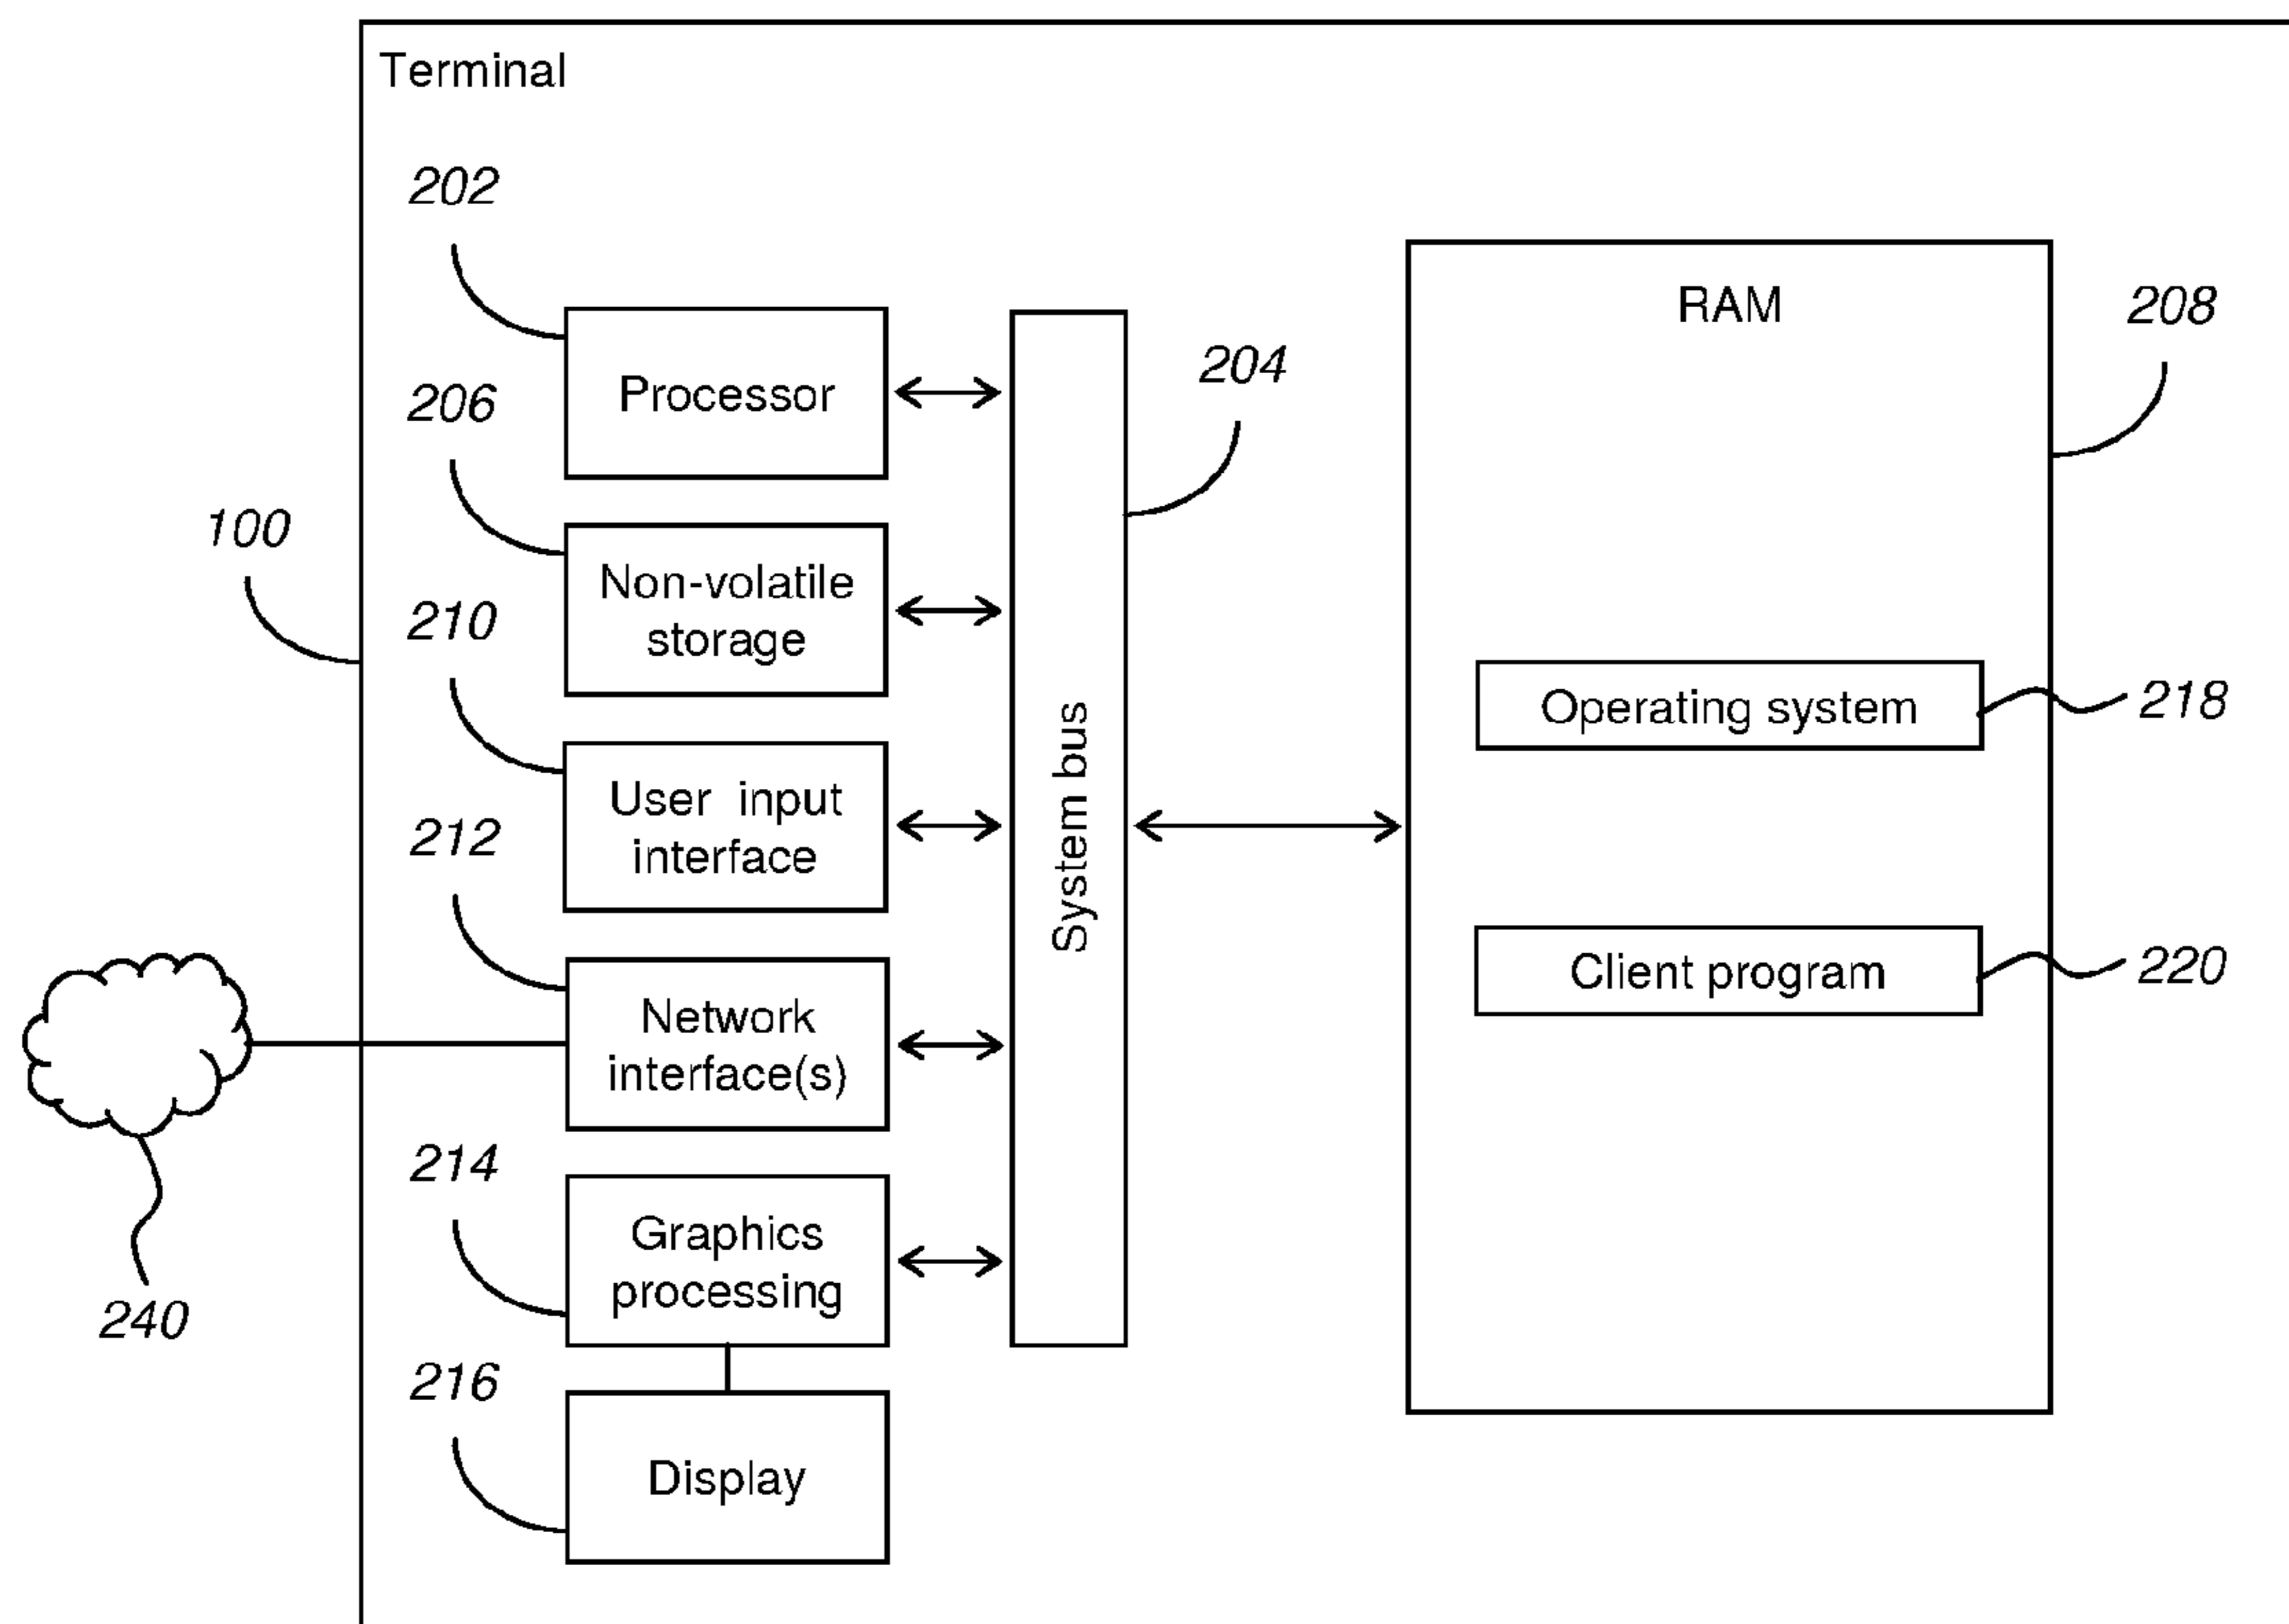 Terminal
202
Processor
206
Non-volatile
storage
210
User input
interface
212
Network
interface(s)
214
Graphics
processing
216
Display
100
240
System bus
204
RAM
208
Operating system
218
Client program
220